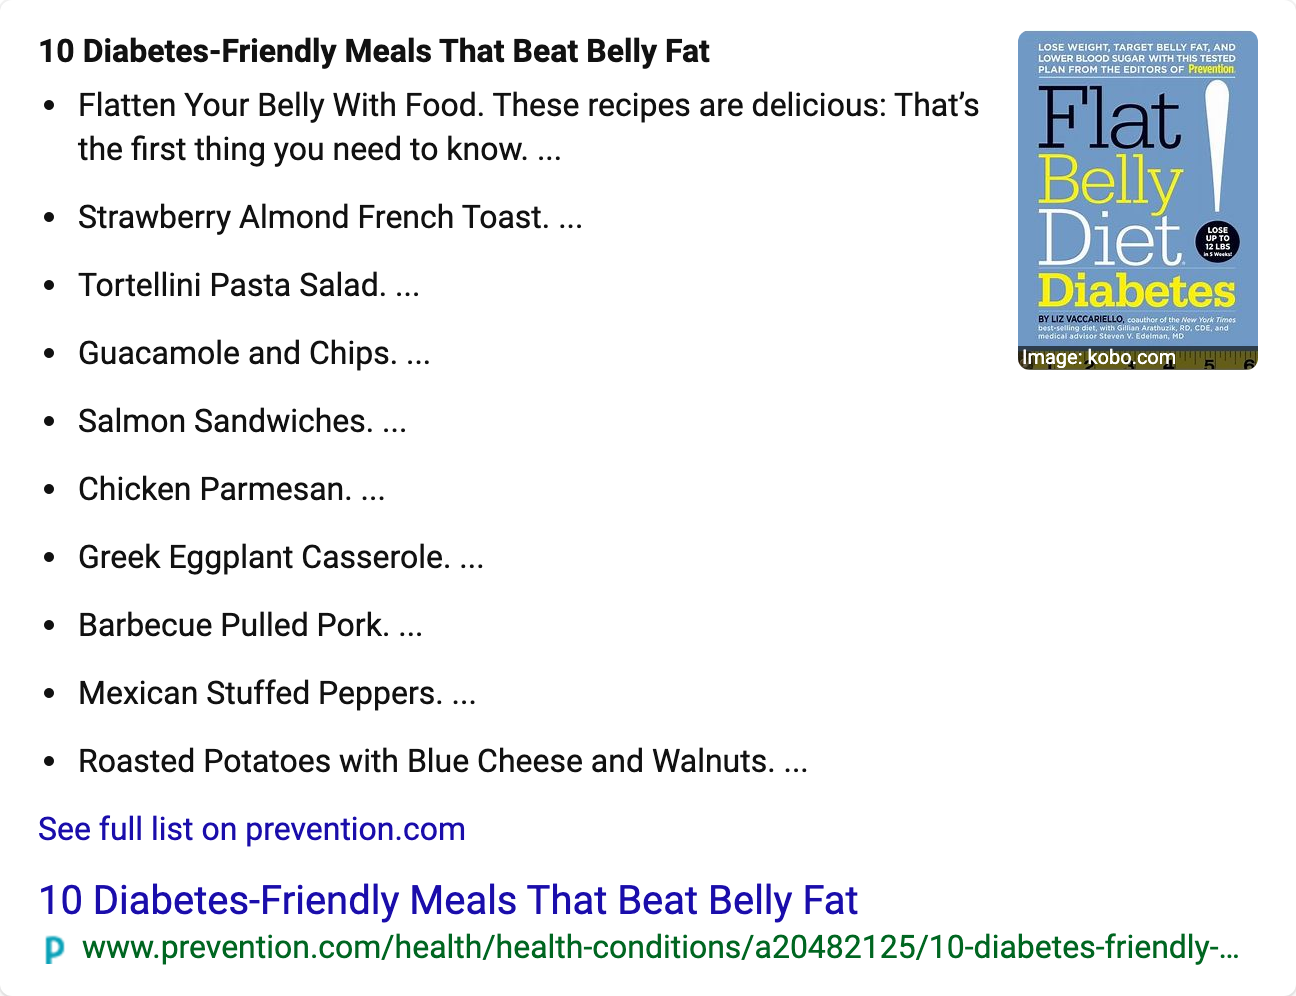 10 Diabetes-Friendly Meals That Beat Belly Fat
• Flatten Your Belly With Food. These recipes are delicious: That’s
the first thing you need to know. ...
• Strawberry Almond French Toast. ...
• Tortellini Pasta Salad. ...
• Guacamole and Chips. ...
• Salmon Sandwiches. ...
• Chicken Parmesan. ...
• Greek Eggplant Casserole. ...
• Barbecue Pulled Pork. ...
• Mexican Stuffed Peppers. ...
• Roasted Potatoes with Blue Cheese and Walnuts. ...
See full list on prevention.com
10 Diabetes-Friendly Meals That Beat Belly Fat
p www.prevention.com/health/health-conditions/a20482125/10-diabetes-friendly-...
LOSE WEIGHT, TARGET BELLY FAT, AND
LOWER BLOOD SUGAR WITH THIS TESTED
PLAN FROM THE EDITORS OF Prevention.
Flat
Belly
Diet!
LOSE
UP TO
12 LBS
in 5 Weeks!
Diabetes
BY LIZ VACCARIELLO, coauthor of the New York Times
best-selling diet, with Gillian Arathuzik, RD, CDE, and
medical advisor Steven V. Edelman, MD
Image: kobo.com
5 6